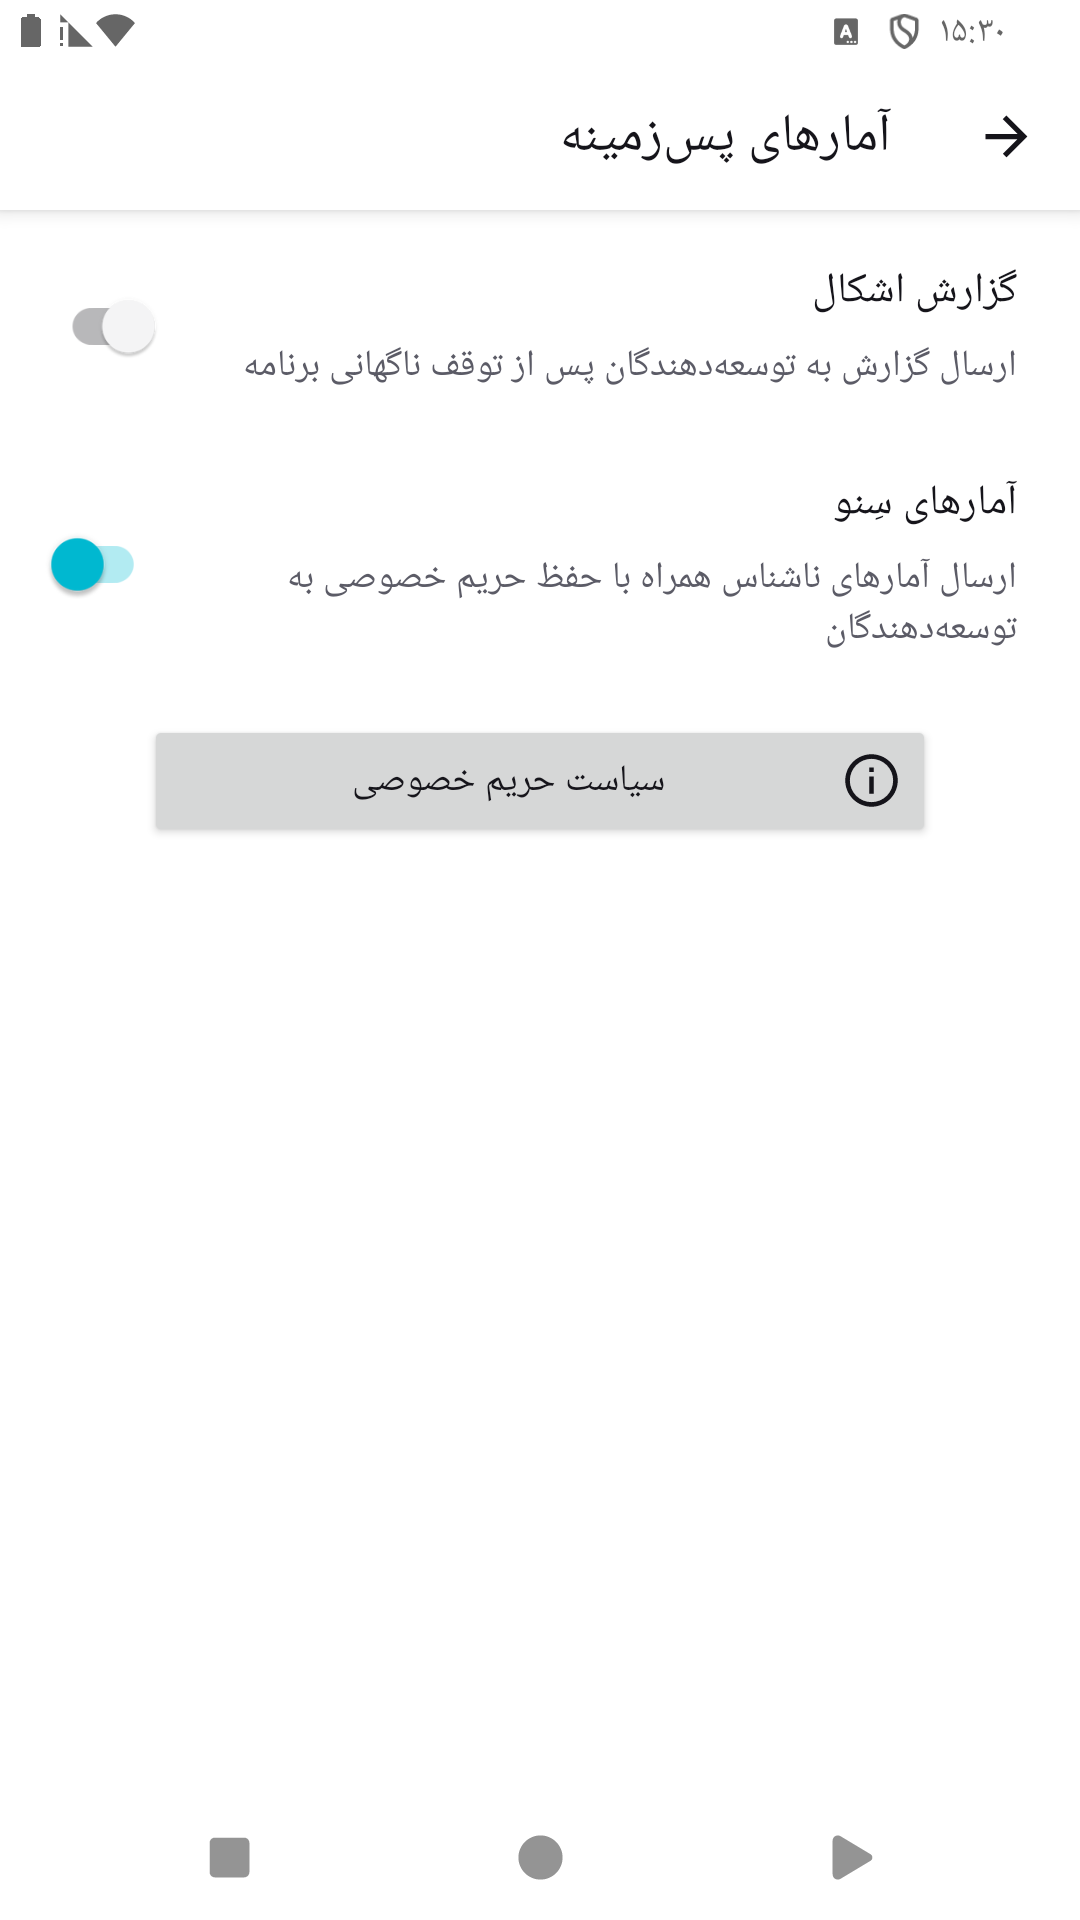 ۱۵:۳۰
آمارهای پس‌زمینه
گزارش اشکال
ارسال گزارش به توسعه‌دهندگان پس از توقف ناگهانی برنامه
آمارهای سِنو
ارسال آمارهای ناشناس همراه با حفظ حریم خصوصی به
توسعه‌دهندگان
سیاست حریم خصوصی